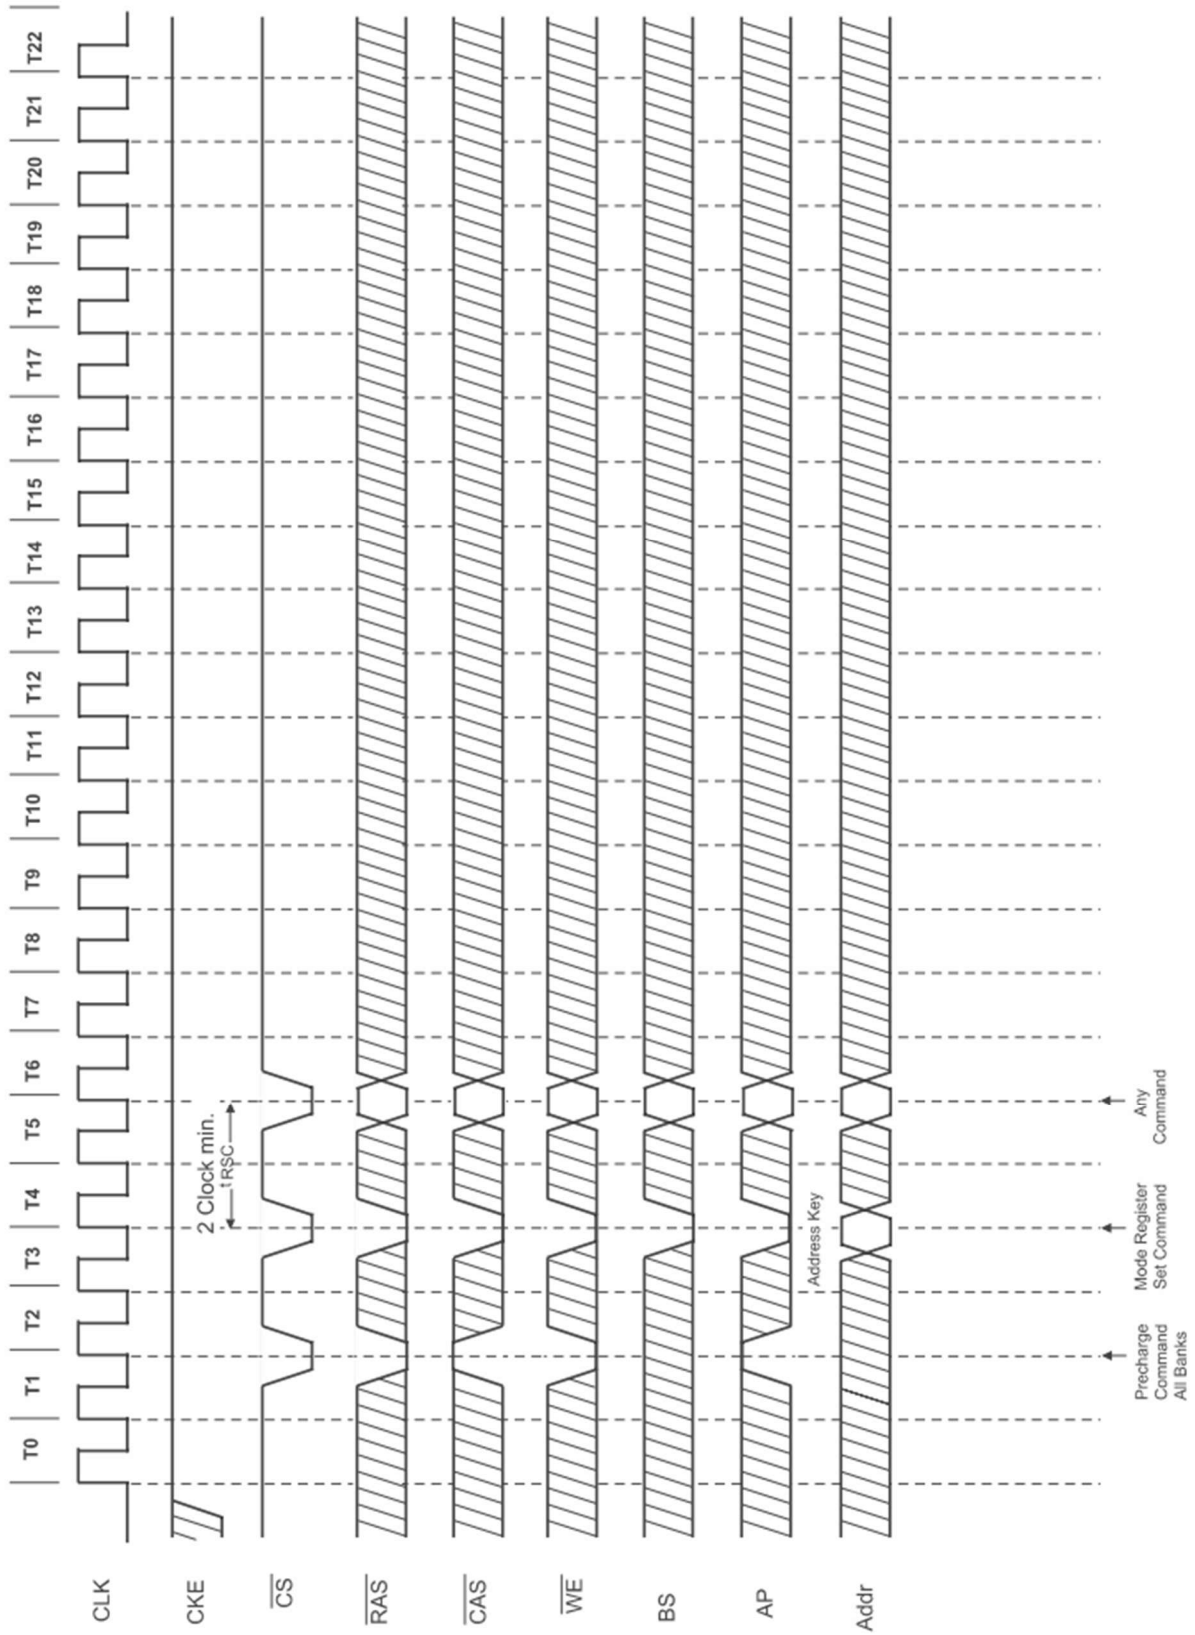 T0 T1 T2 T3 T4 T5 T6 T7 T8 T9 T10 T11 T12 T13 T14 T15 T16 T17 T18 T19 T20 T21 T22
CLK
CKE
2 Clock min.
tRSC
CS
RAS
CAS
WE
BS
AP
Address Key
Addr
Precharge
Command
All Banks
Mode Register
Set Command
Any
Command